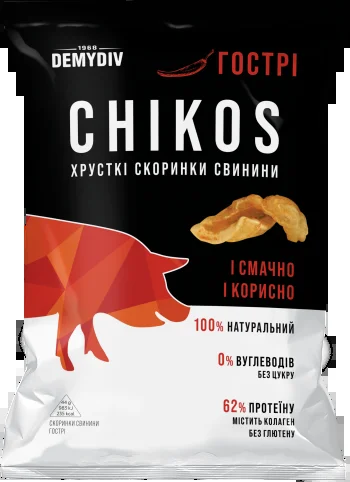 1968
DEMYDIV
ГОСТРІ
CHIKOS
ХРУСТКІ СКОРИНКИ СВИНИНИ
І СМАЧНО
І КОРИСНО
100% НАТУРАЛЬНИЙ
0% ВУГЛЕВОДІВ
БЕЗ ЦУКРУ
62% ПРОТЕЇНУ
МІСТИТЬ КОЛАГЕН
БЕЗ ГЛЮТЕНУ
СКОРИНКИ СВИНИНИ
ГОСТРІ